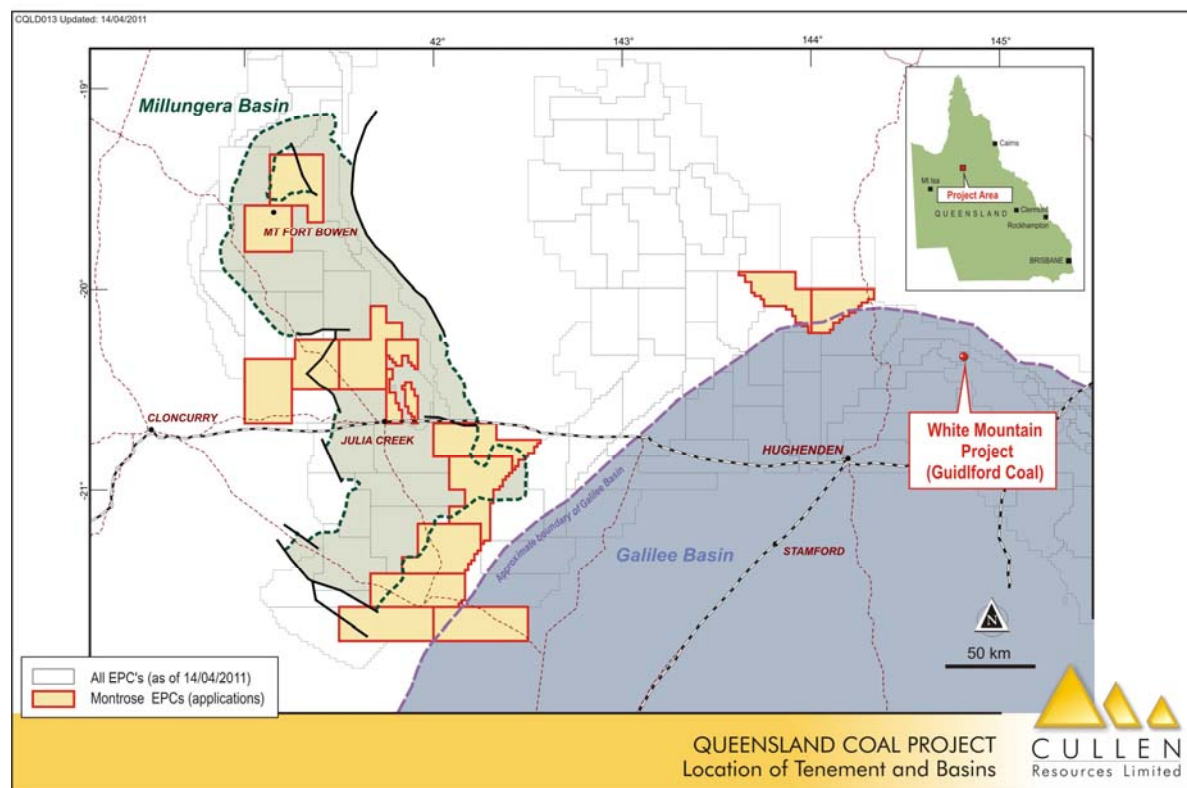 CQLD013 Updated: 14/04/2011
42°
143°
144°
145°
-19°
-20°
-21°
Millungera Basin
MT FORT BOWEN
CLONCURRY
JULIA CREEK
HUGHENDEN
STAMFORD
Approximate boundary of Galilee Basin
Galilee Basin
White Mountain
Project
(Guidlford Coal)
Cairns
Mt Isa
Project Area
QUEENSLAND
Clermont
Rockhampton
BRISBANE
N
50 km
All EPC's (as of 14/04/2011)
Montrose EPCs (applications)
QUEENSLAND COAL PROJECT
Location of Tenement and Basins
CULLEN
Resources Limited